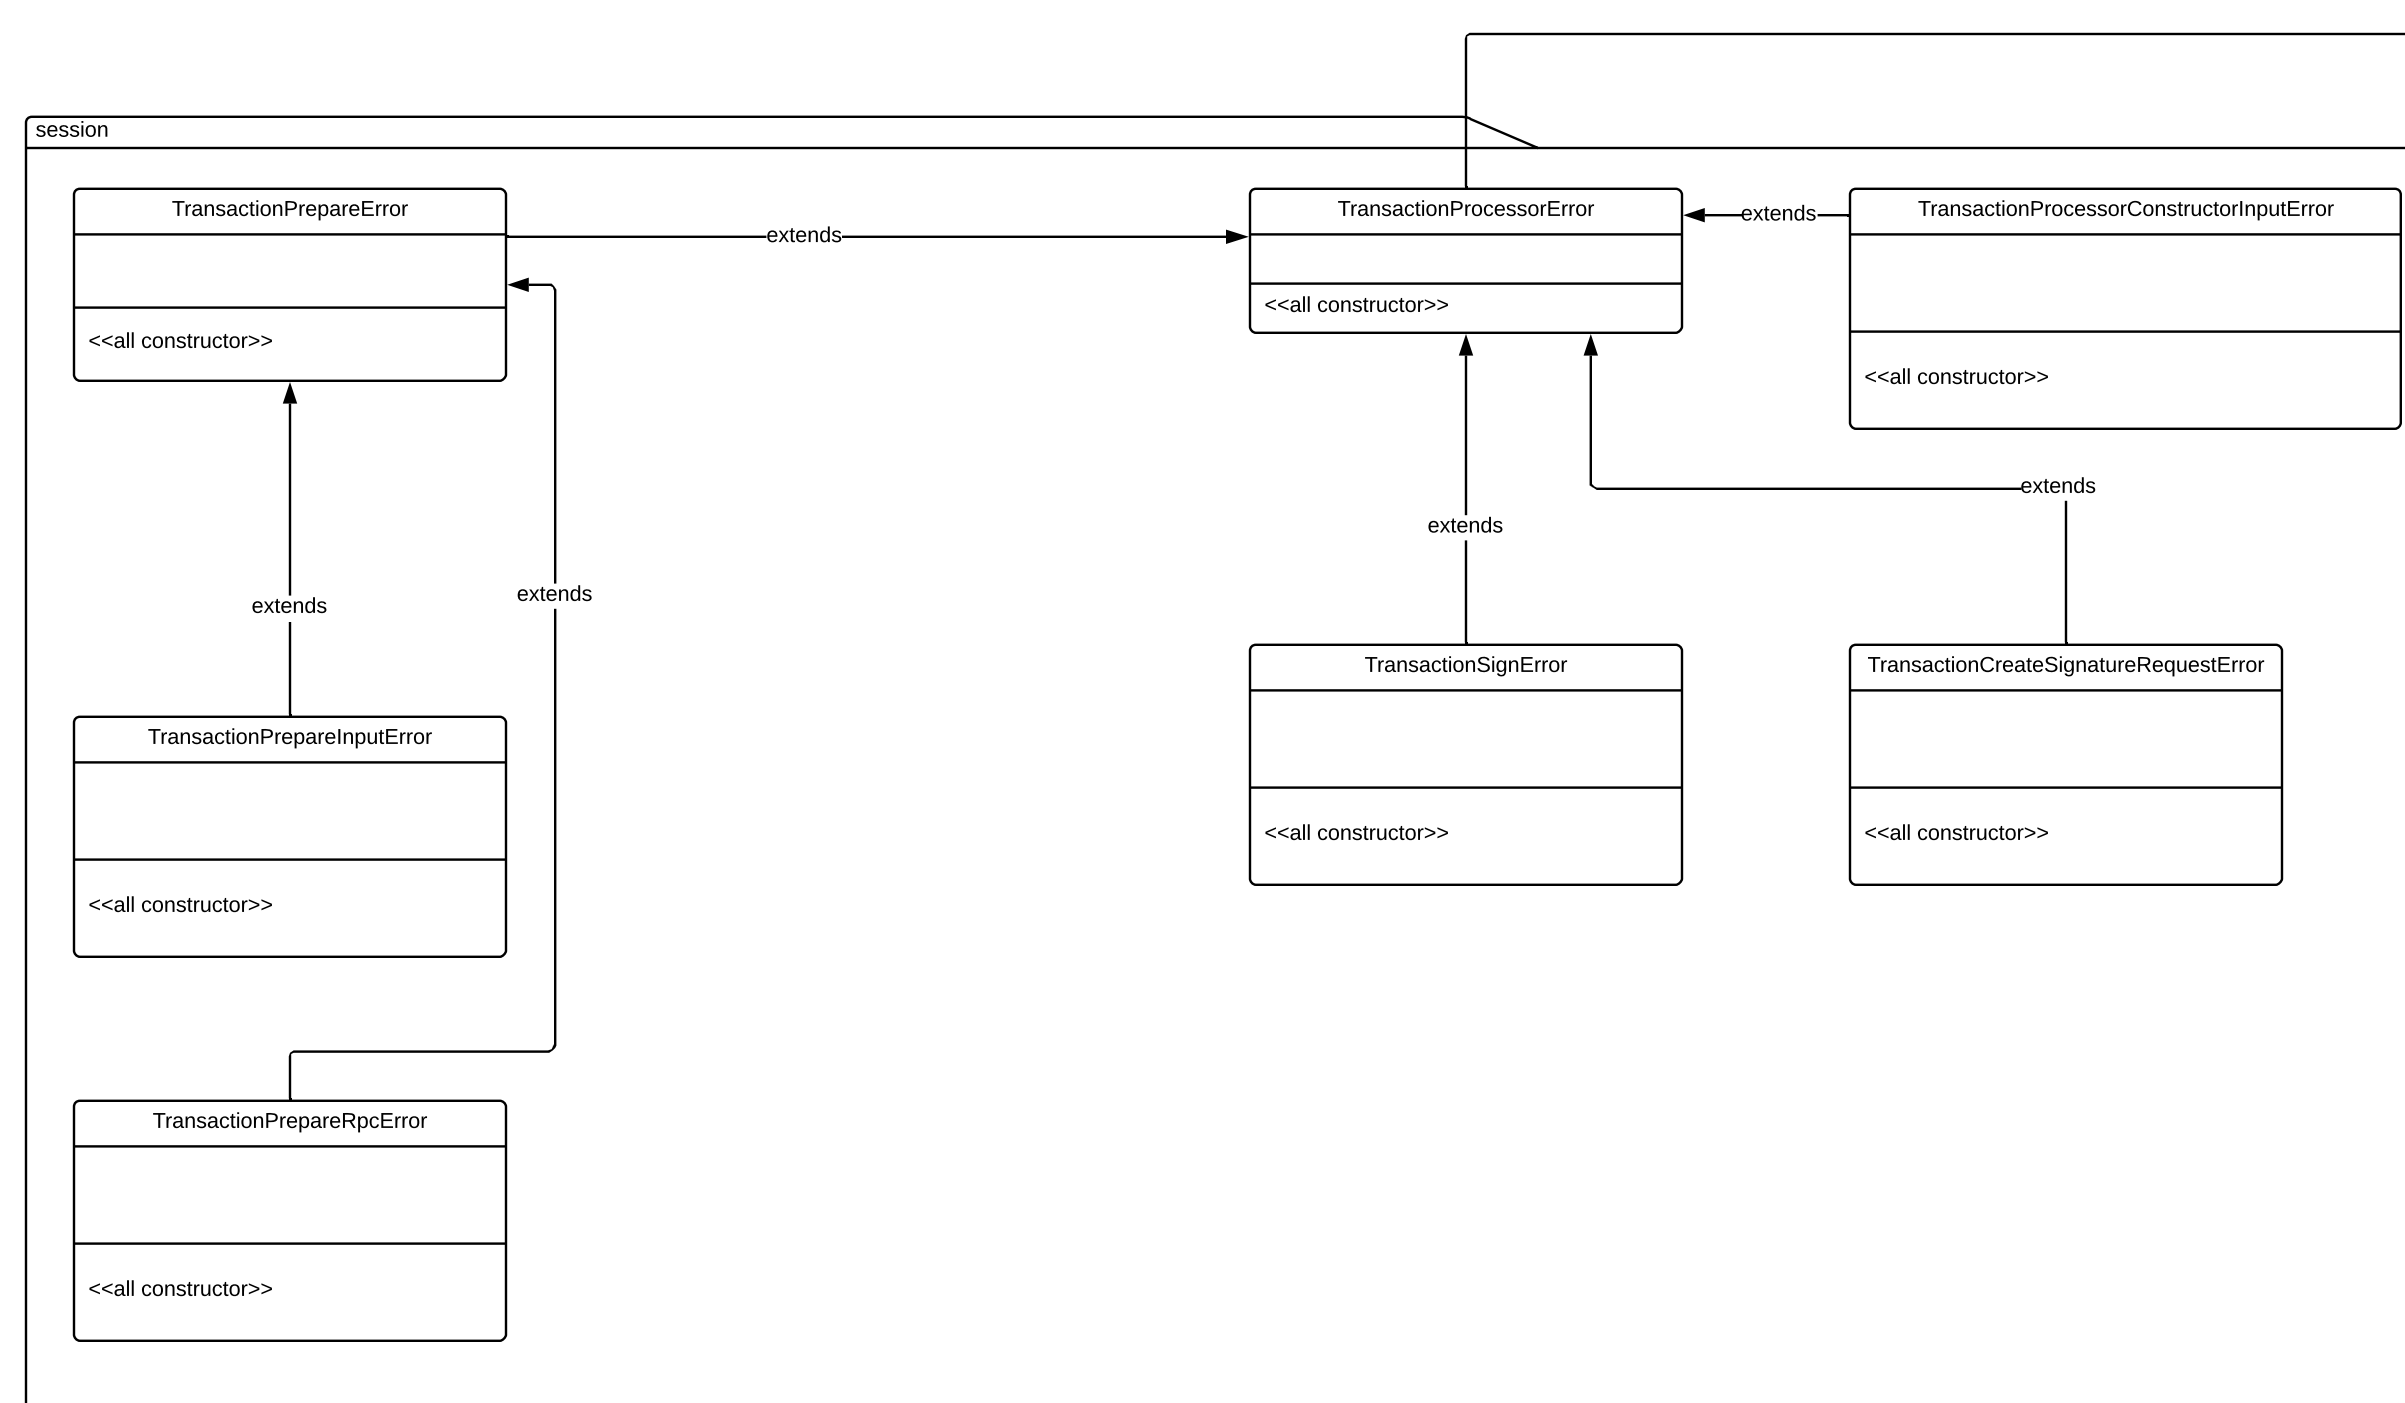 session
TransactionPrepareError
<<all constructor>>
extends
TransactionProcessorError
<<all constructor>>
extends
TransactionProcessorConstructorInputError
<<all constructor>>
extends
extends
extends
extends
TransactionSignError
<<all constructor>>
TransactionCreateSignatureRequestError
<<all constructor>>
TransactionPrepareInputError
<<all constructor>>
TransactionPrepareRpcError
<<all constructor>>